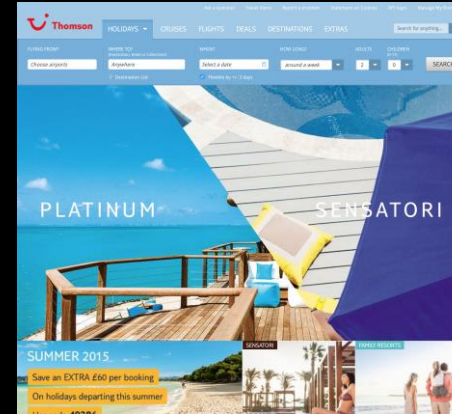 Thomson
HOLIDAYS CRUISES FLIGHTS DEALS DESTINATIONS EXTRAS
Search for anything...
FLYING FROM?
WHERE TO?
WHEN?
HOW LONG?
ADULTS
CHILDREN
Choose airports
Anywhere
Select a date
around a week
2
0
SEARCH
Destination List
Flexible by +/- 3 days
PLATINUM
SENSATORI
SUMMER 2015
Save an EXTRA £60 per booking
On holidays departing this summer
SENSATORI
FAMILY RESORTS